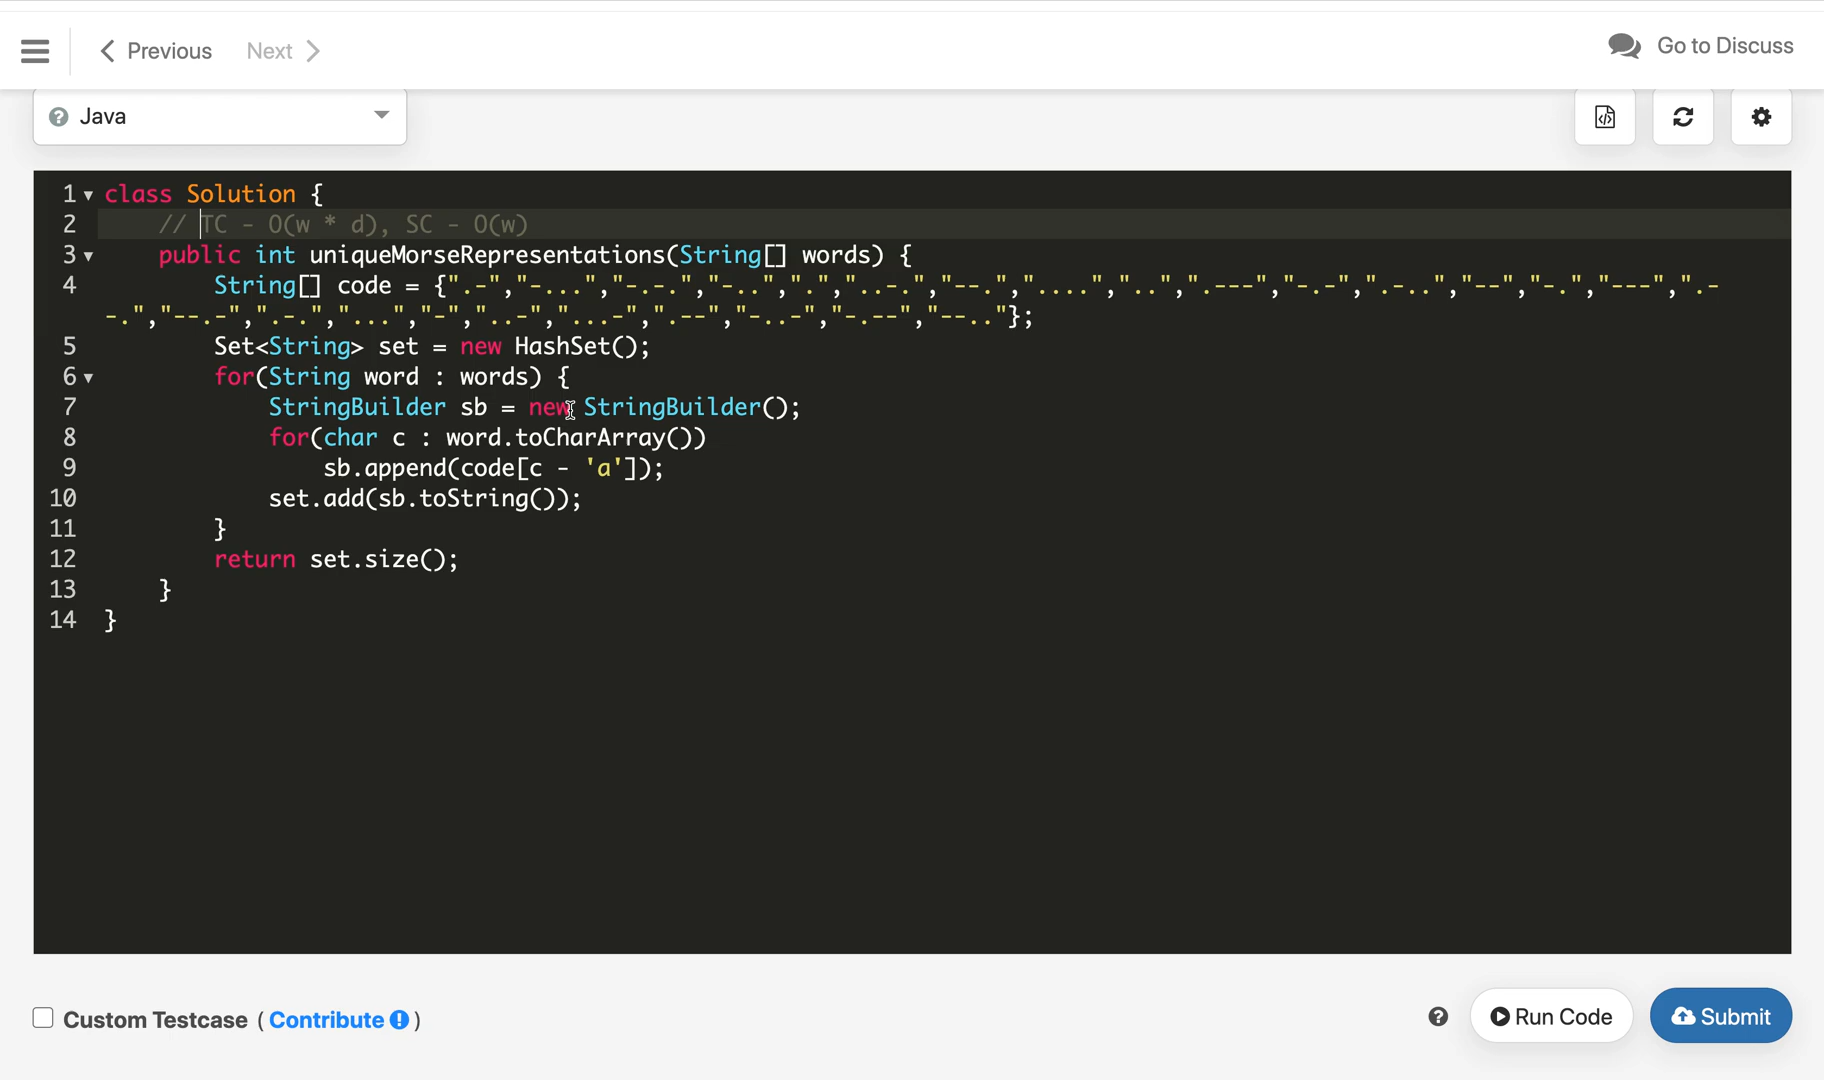 Previous Next Go to Discuss
Java
1 class Solution {
2 // TC - O(w * d), SC - O(w)
3 public int uniqueMorseRepresentations(String[] words) {
4 String[] code = {".-","-...","-.-.","-..",".","..-.","--.","....","..",".---","-.-",".-..","--","-.","---",".-
-.","--.-",".-.","...","-","..-","...-",".--","-..-","-.--","--.."};
5 Set<String> set = new HashSet();
6 for(String word : words) {
7 StringBuilder sb = new StringBuilder();
8 for(char c : word.toCharArray())
9 sb.append(code[c - 'a']);
10 set.add(sb.toString());
11 }
12 return set.size();
13 }
14 }
Custom Testcase ( Contribute ) Run Code Submit